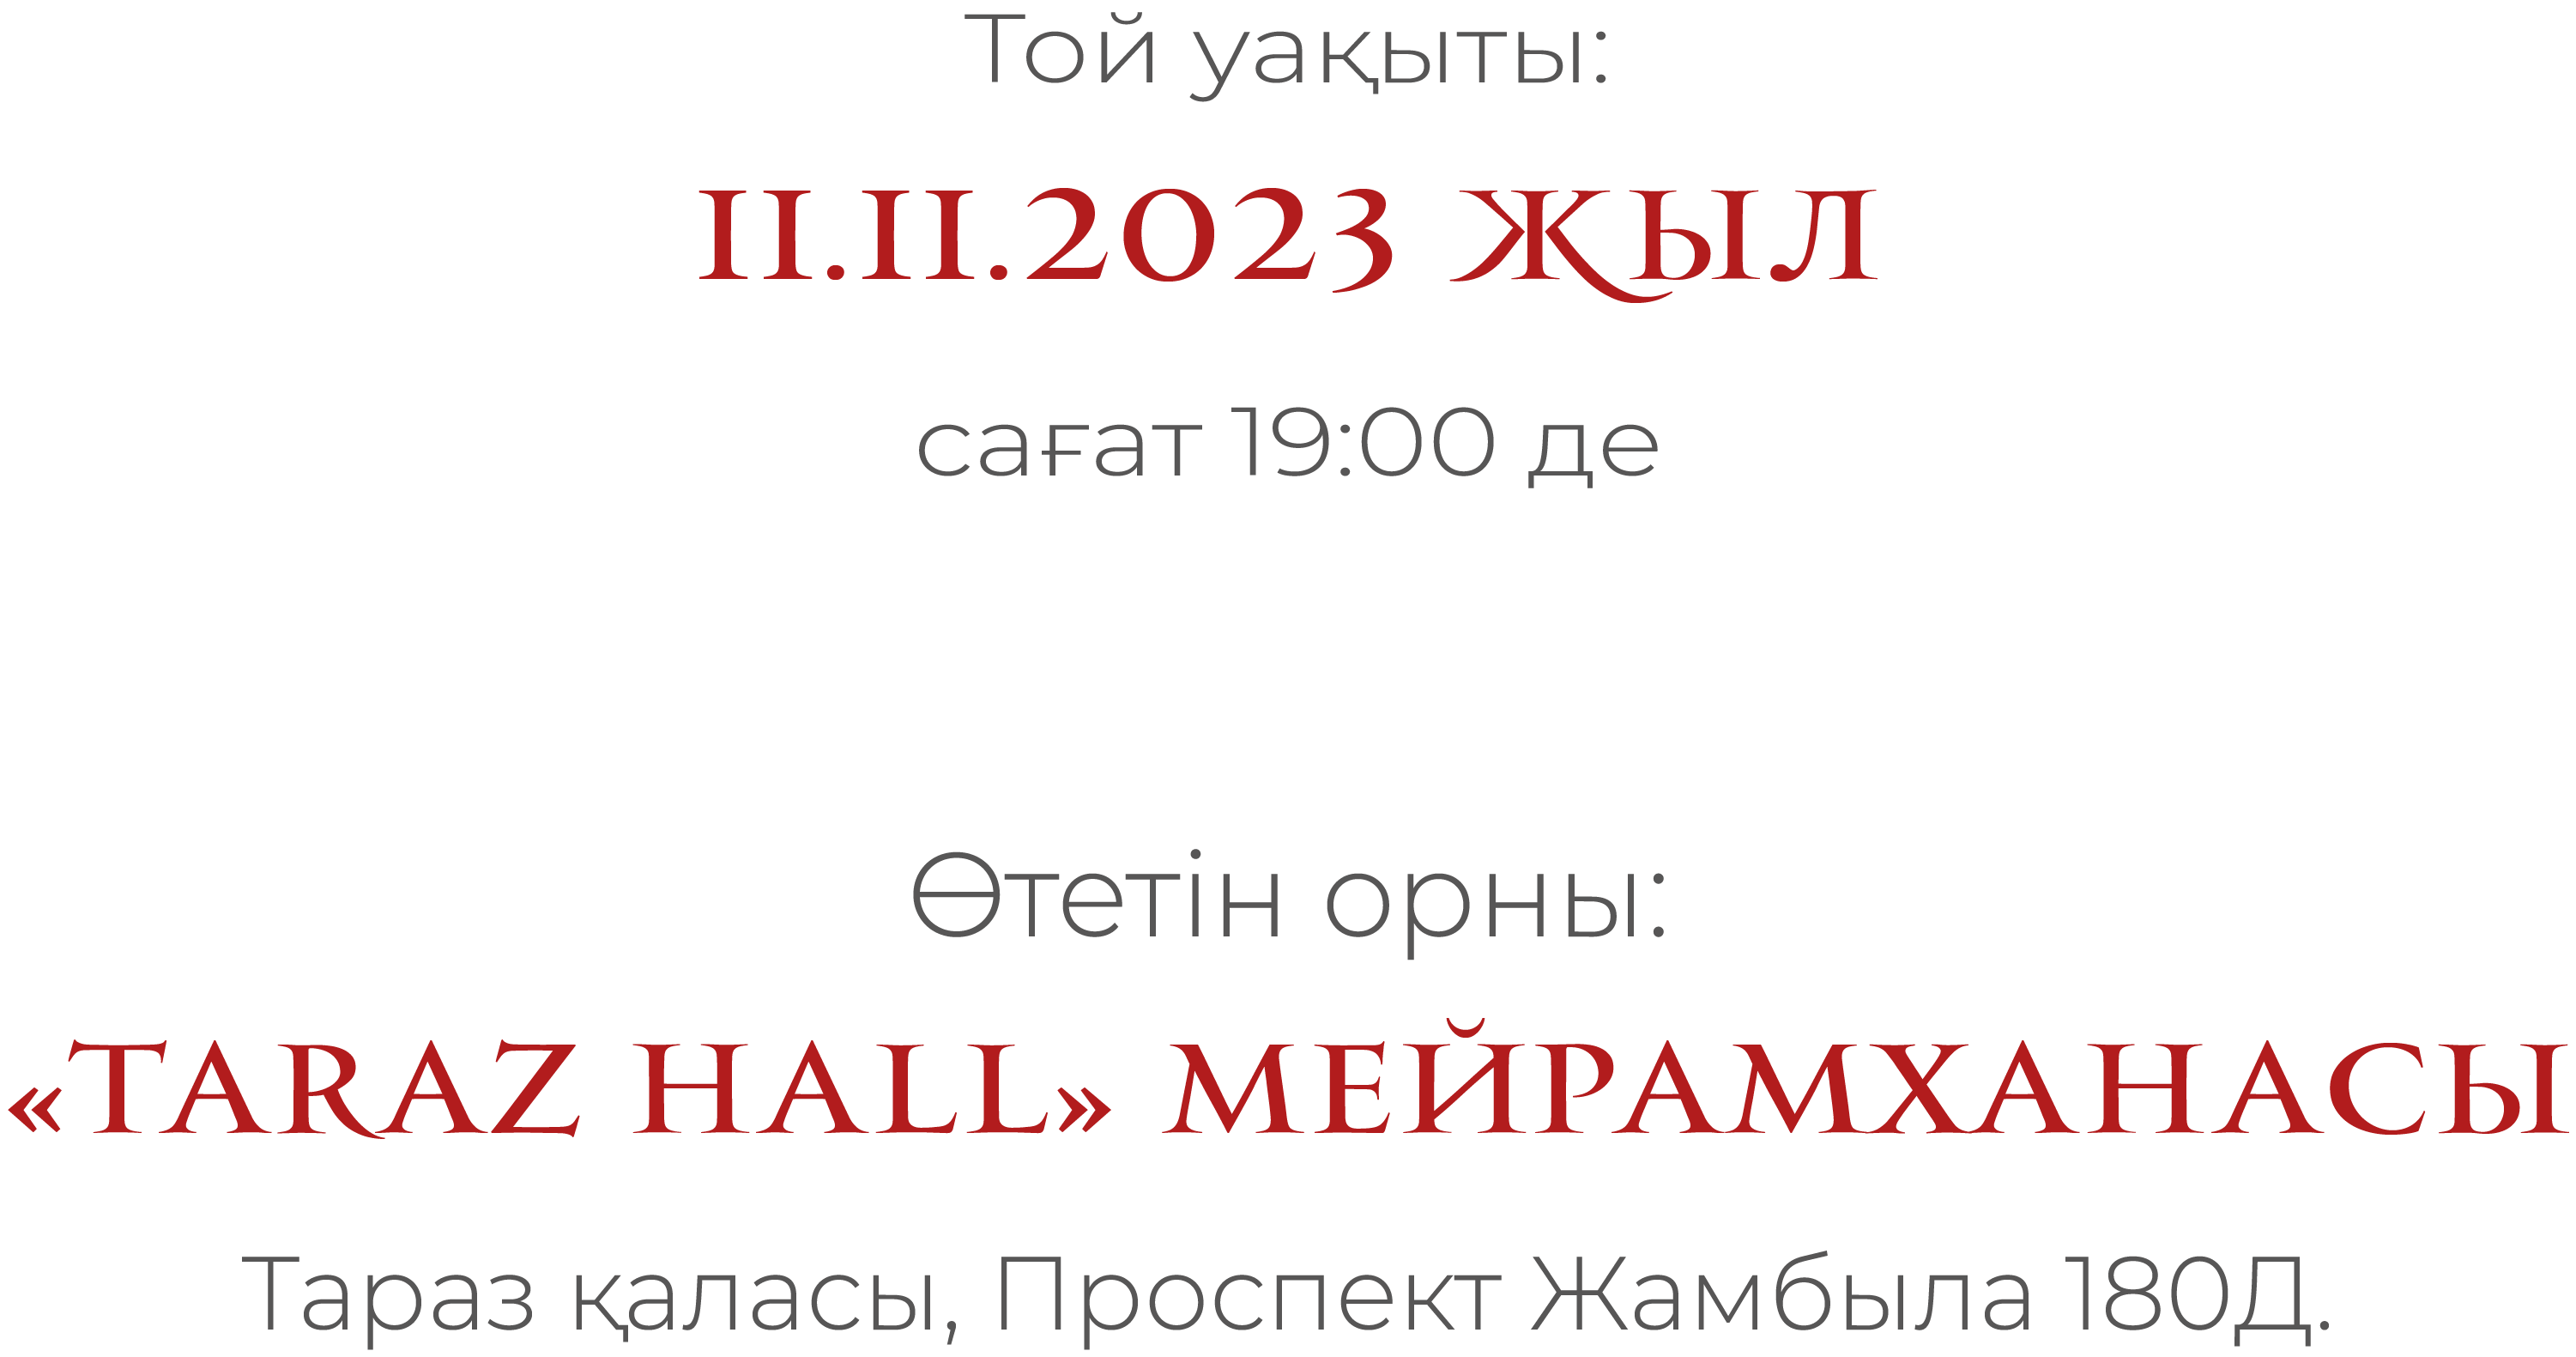 Той уақыты:
11.11.2023 ЖЫЛ
сағат 19:00 де
Өтетін орны:
«TARAZ HALL» МЕЙРАМХАНАСЫ
Тараз қаласы, Проспект Жамбыла 180Д.